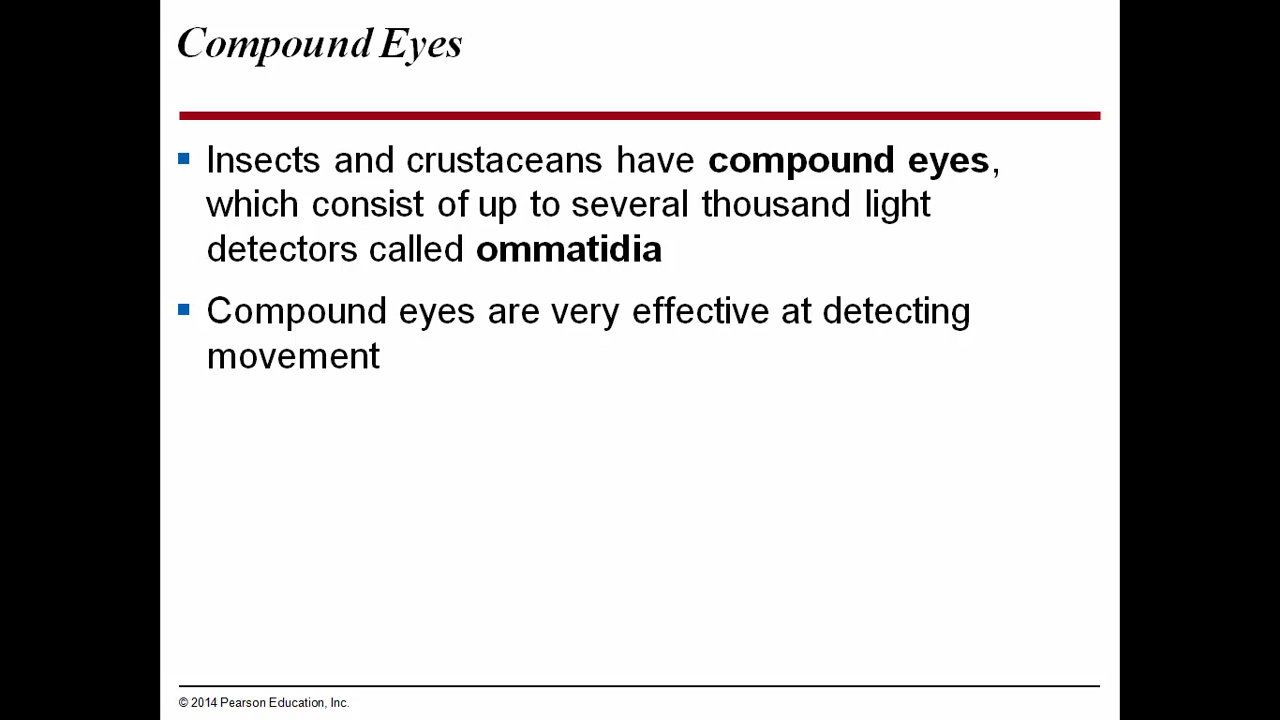 Compound Eyes
Insects and crustaceans have compound eyes,
which consist of up to several thousand light
detectors called ommatidia
Compound eyes are very effective at detecting
movement
© 2014 Pearson Education, Inc.